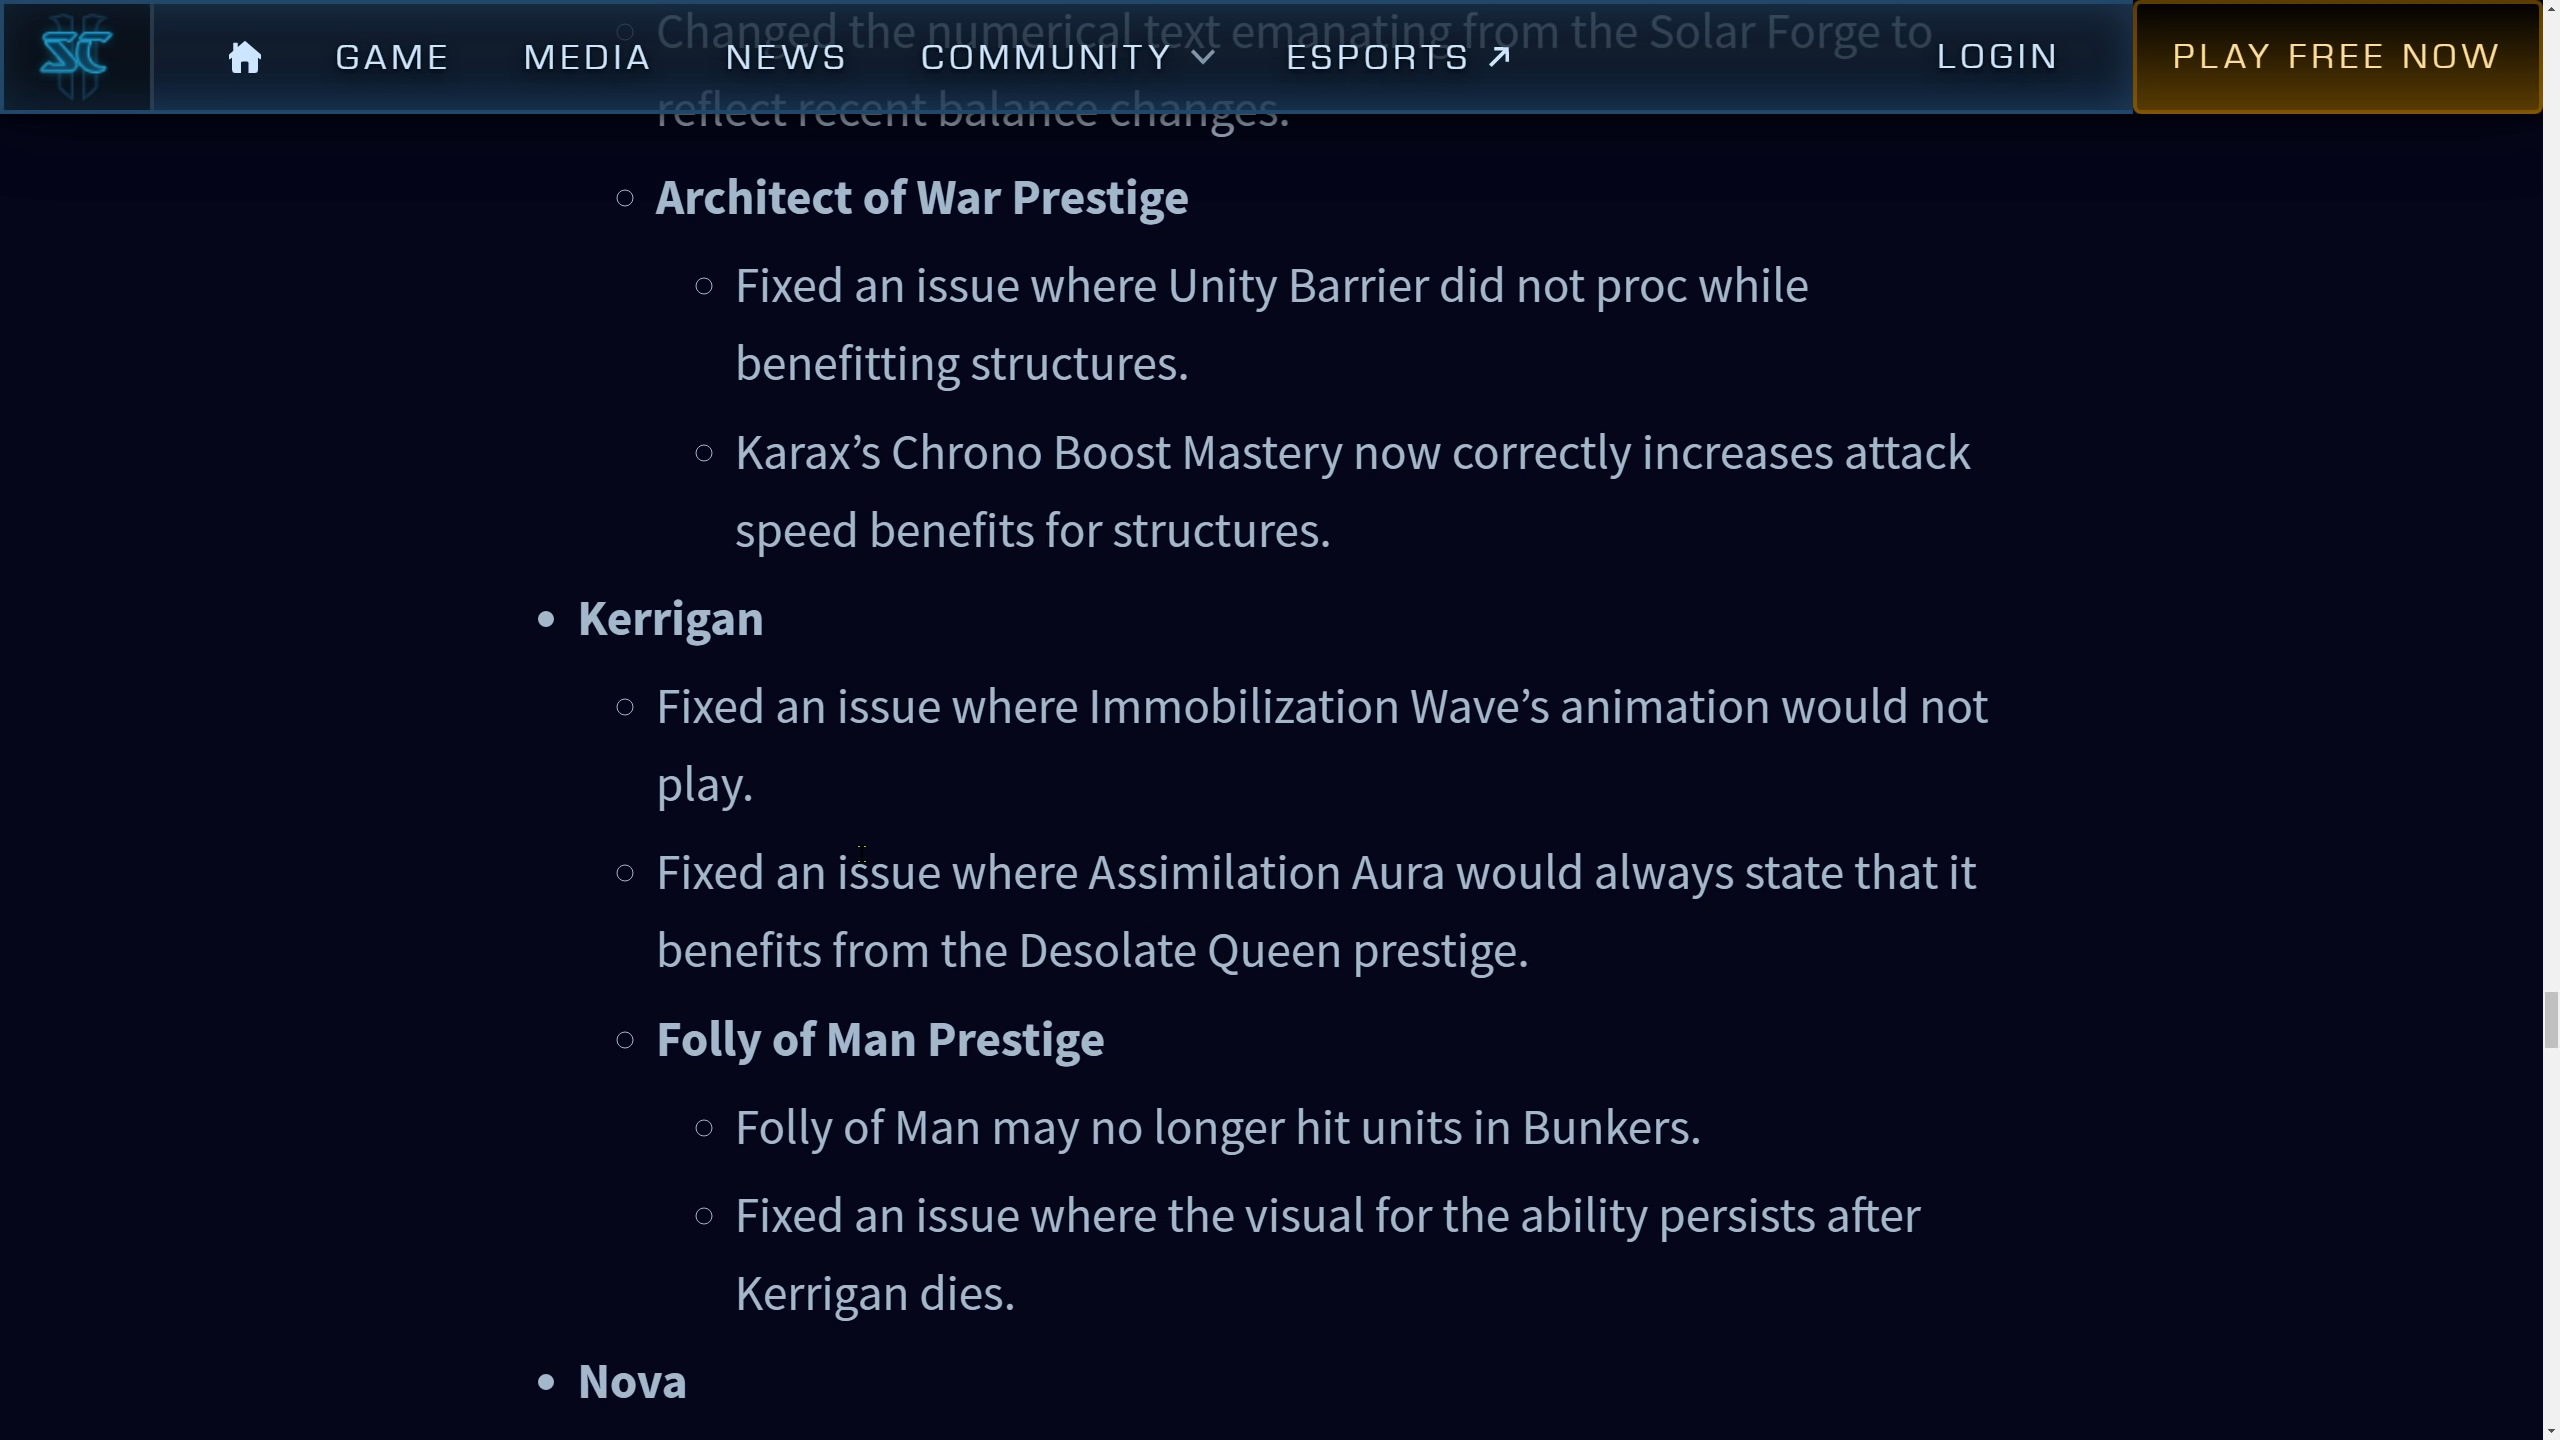 SC
GAME
MEDIA
NEWS
COMMUNITY
ESPORTS
LOGIN
PLAY FREE NOW
Changed the numerical text emanating from the Solar Forge to
reflect recent balance changes.
Architect of War Prestige
Fixed an issue where Unity Barrier did not proc while
benefitting structures.
Karax’s Chrono Boost Mastery now correctly increases attack
speed benefits for structures.
Kerrigan
Fixed an issue where Immobilization Wave’s animation would not
play.
Fixed an issue where Assimilation Aura would always state that it
benefits from the Desolate Queen prestige.
Folly of Man Prestige
Folly of Man may no longer hit units in Bunkers.
Fixed an issue where the visual for the ability persists after
Kerrigan dies.
Nova